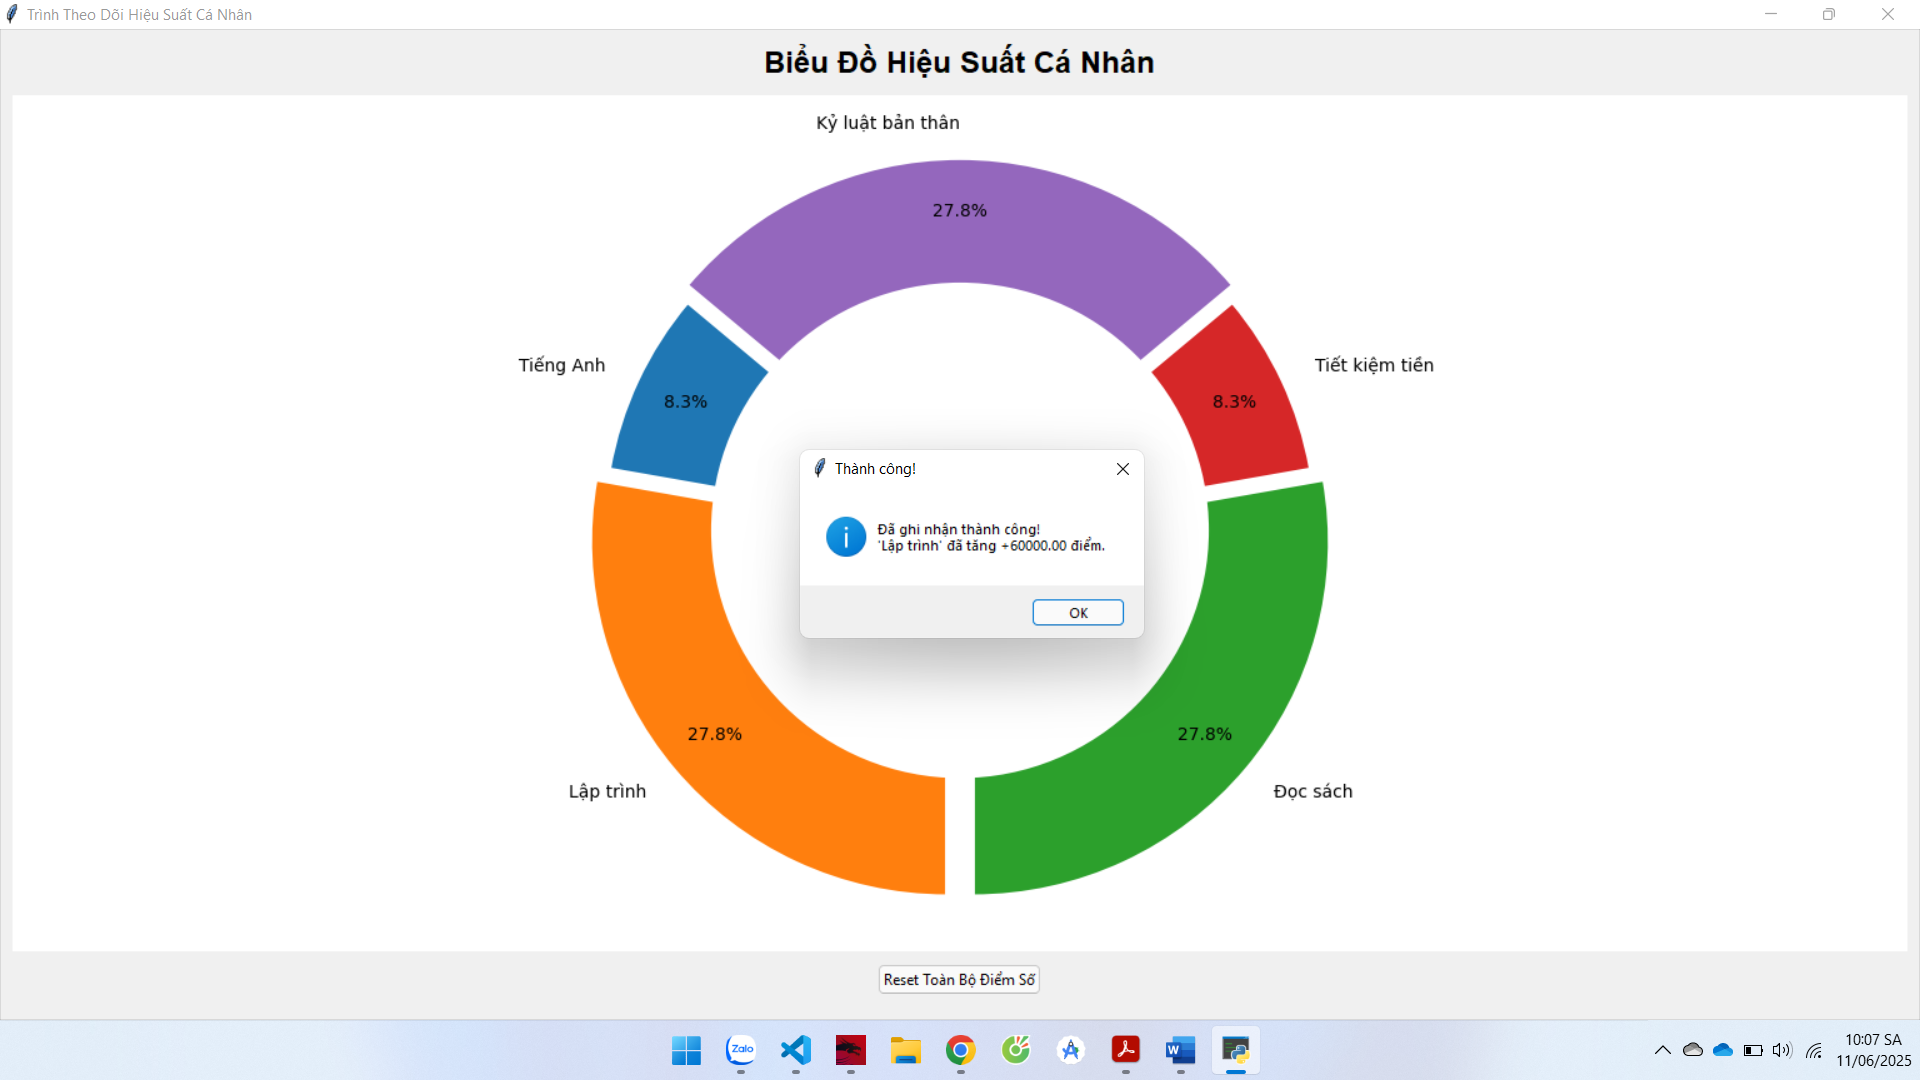 Trình Theo Dõi Hiệu Suất Cá Nhân
Biểu Đồ Hiệu Suất Cá Nhân
Kỷ luật bản thân
27.8%
Tiếng Anh
8.3%
Tiết kiệm tiền
8.3%
Thành công!
Đã ghi nhận thành công!
'Lập trình' đã tăng +60000.00 điểm.
OK
27.8%
27.8%
Lập trình
Đọc sách
Reset Toàn Bộ Điểm Số
Zalo
W
10:07 SA
11/06/2025